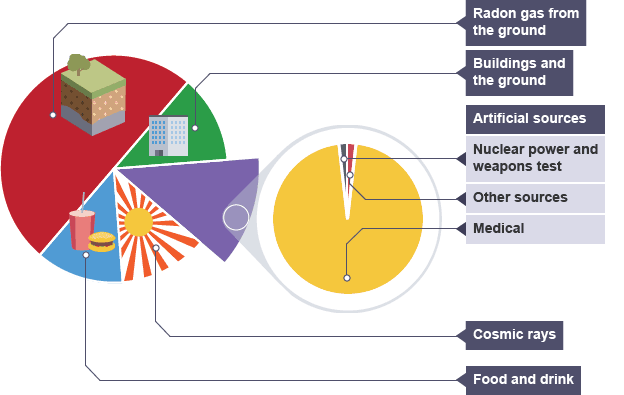 Radon gas from
the ground
Buildings and
the ground
Artificial sources
Nuclear power and
weapons test
Other sources
Medical
Cosmic rays
Food and drink